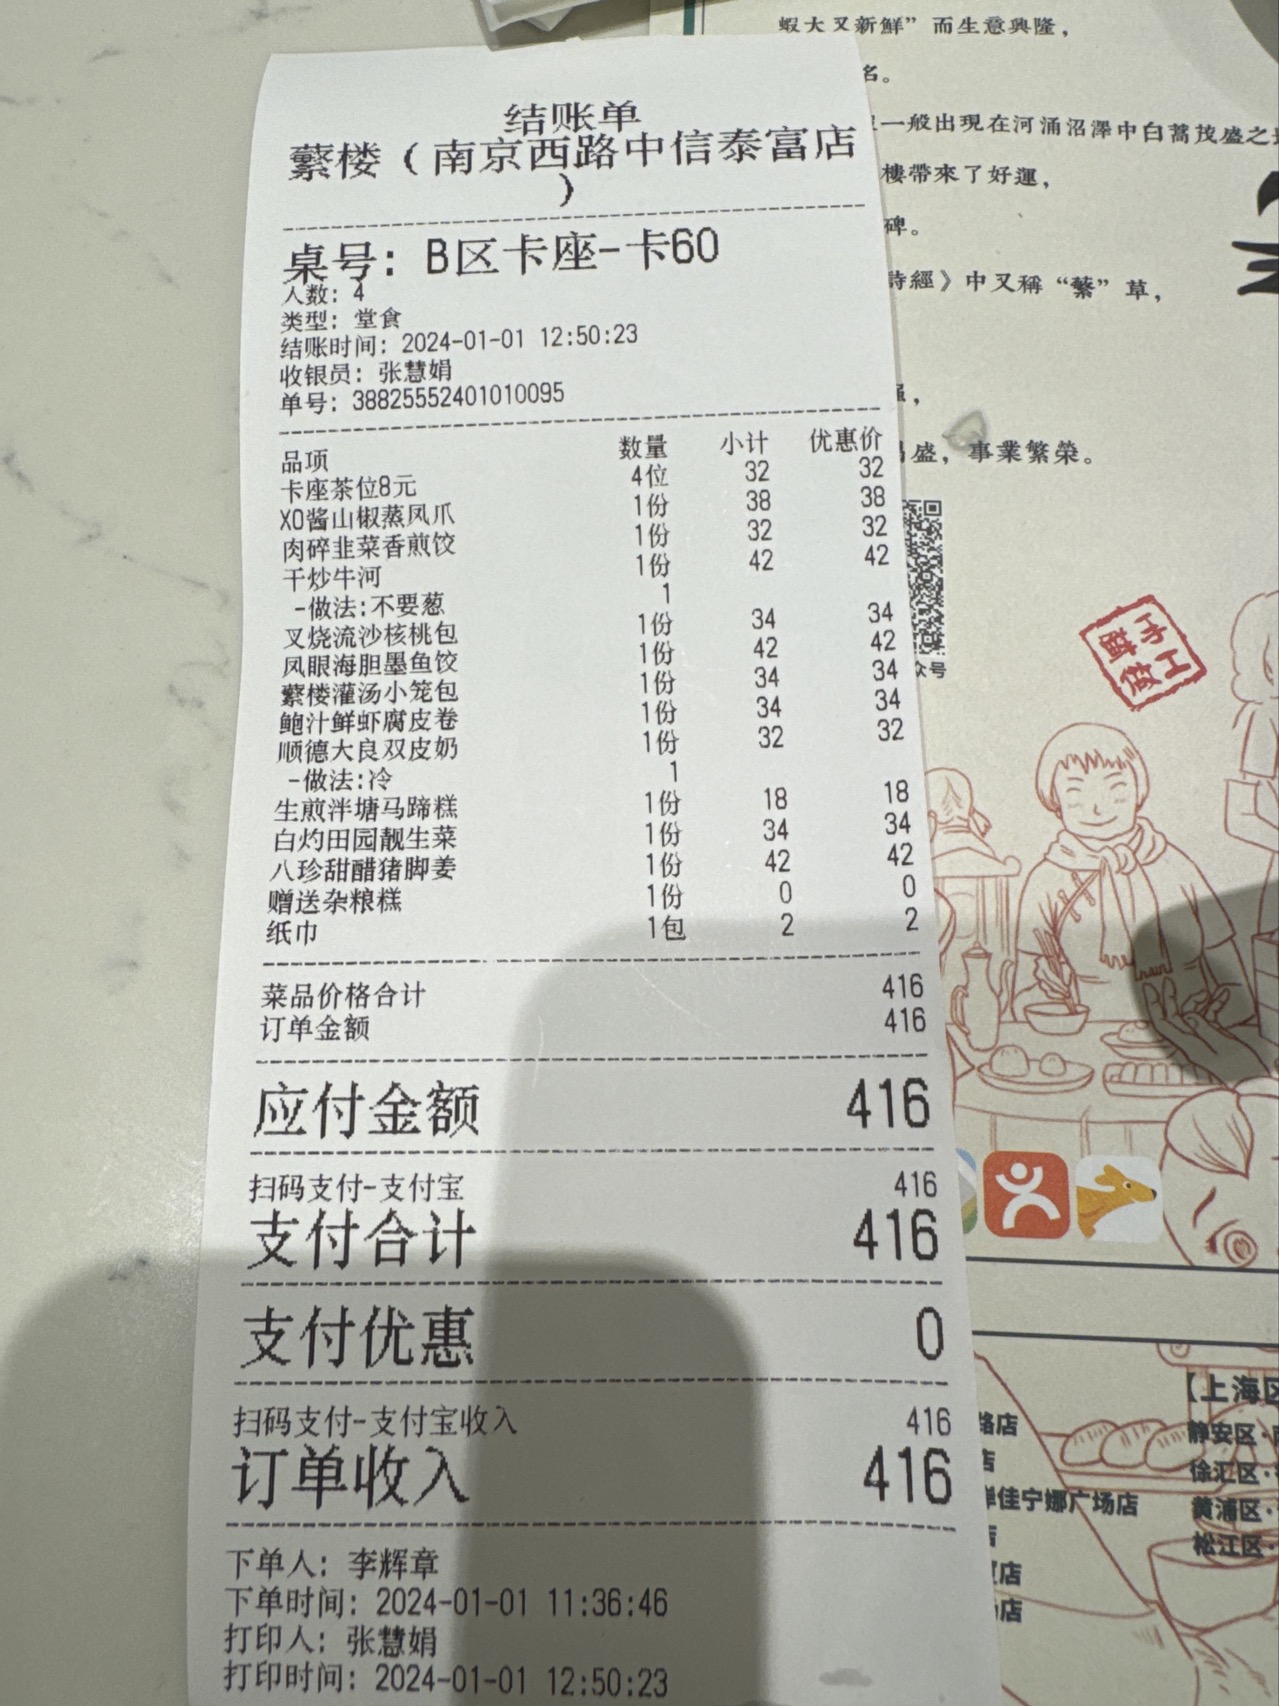 结账单
蘩楼（南京西路中信泰富店
）
桌号: B区卡座-卡60
人数: 4
类型: 堂食
结账时间: 2024-01-01 12:50:23
收银员: 张慧娟
单号: 38825552401010095
品项 数量 小计 优惠价
卡座茶位8元 4位 32 32
XO酱山椒蒸凤爪 1份 38 38
肉碎韭菜香煎饺 1份 32 32
干炒牛河 1份 42 42
-做法:不要葱 1
叉烧流沙核桃包 1份 34 34
凤眼海胆墨鱼饺 1份 42 42
蘩楼灌汤小笼包 1份 34 34
鲍汁鲜虾腐皮卷 1份 34 34
顺德大良双皮奶 1份 32 32
-做法:冷 1
生煎泮塘马蹄糕 1份 18 18
白灼田园靓生菜 1份 34 34
八珍甜醋猪脚姜 1份 42 42
赠送杂粮糕 1份 0 0
纸巾 1包 2 2
菜品价格合计 416
订单金额 416
应付金额 416
扫码支付-支付宝 416
支付合计 416
支付优惠 0
扫码支付-支付宝收入 416
订单收入 416
下单人: 李辉章
下单时间: 2024-01-01 11:36:46
打印人: 张慧娟
打印时间: 2024-01-01 12:50:23
蝦大又新鮮”而生意興隆，
名。
一般出現在河涌沼澤中白蒿茂盛之
樓帶來了好運，
碑。
詩經》中又稱“蘩”草，
盛，事業繁榮。
众号
【上海区
路店
静安区·
店
徐汇区·
佳宁娜广场店
黄浦区·
店
松江区·
店
店